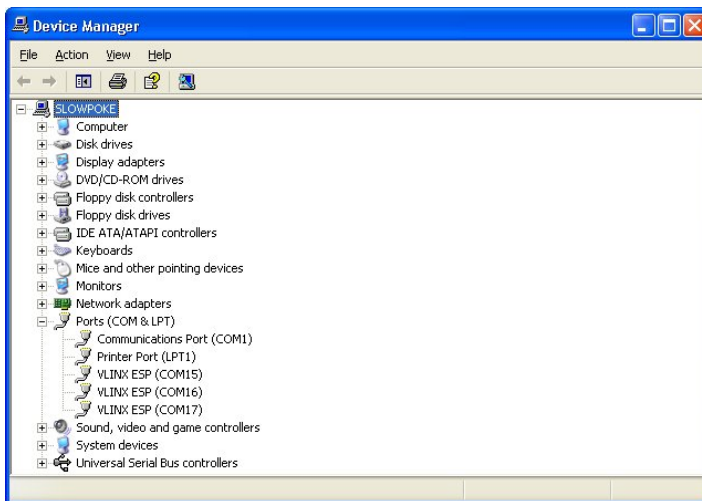 Device Manager
File Action View Help
SLOWPOKE
Computer
Disk drives
Display adapters
DVD/CD-ROM drives
Floppy disk controllers
Floppy disk drives
IDE ATA/ATAPI controllers
Keyboards
Mice and other pointing devices
Monitors
Network adapters
Ports (COM & LPT)
Communications Port (COM1)
Printer Port (LPT1)
VLINX ESP (COM15)
VLINX ESP (COM16)
VLINX ESP (COM17)
Sound, video and game controllers
System devices
Universal Serial Bus controllers